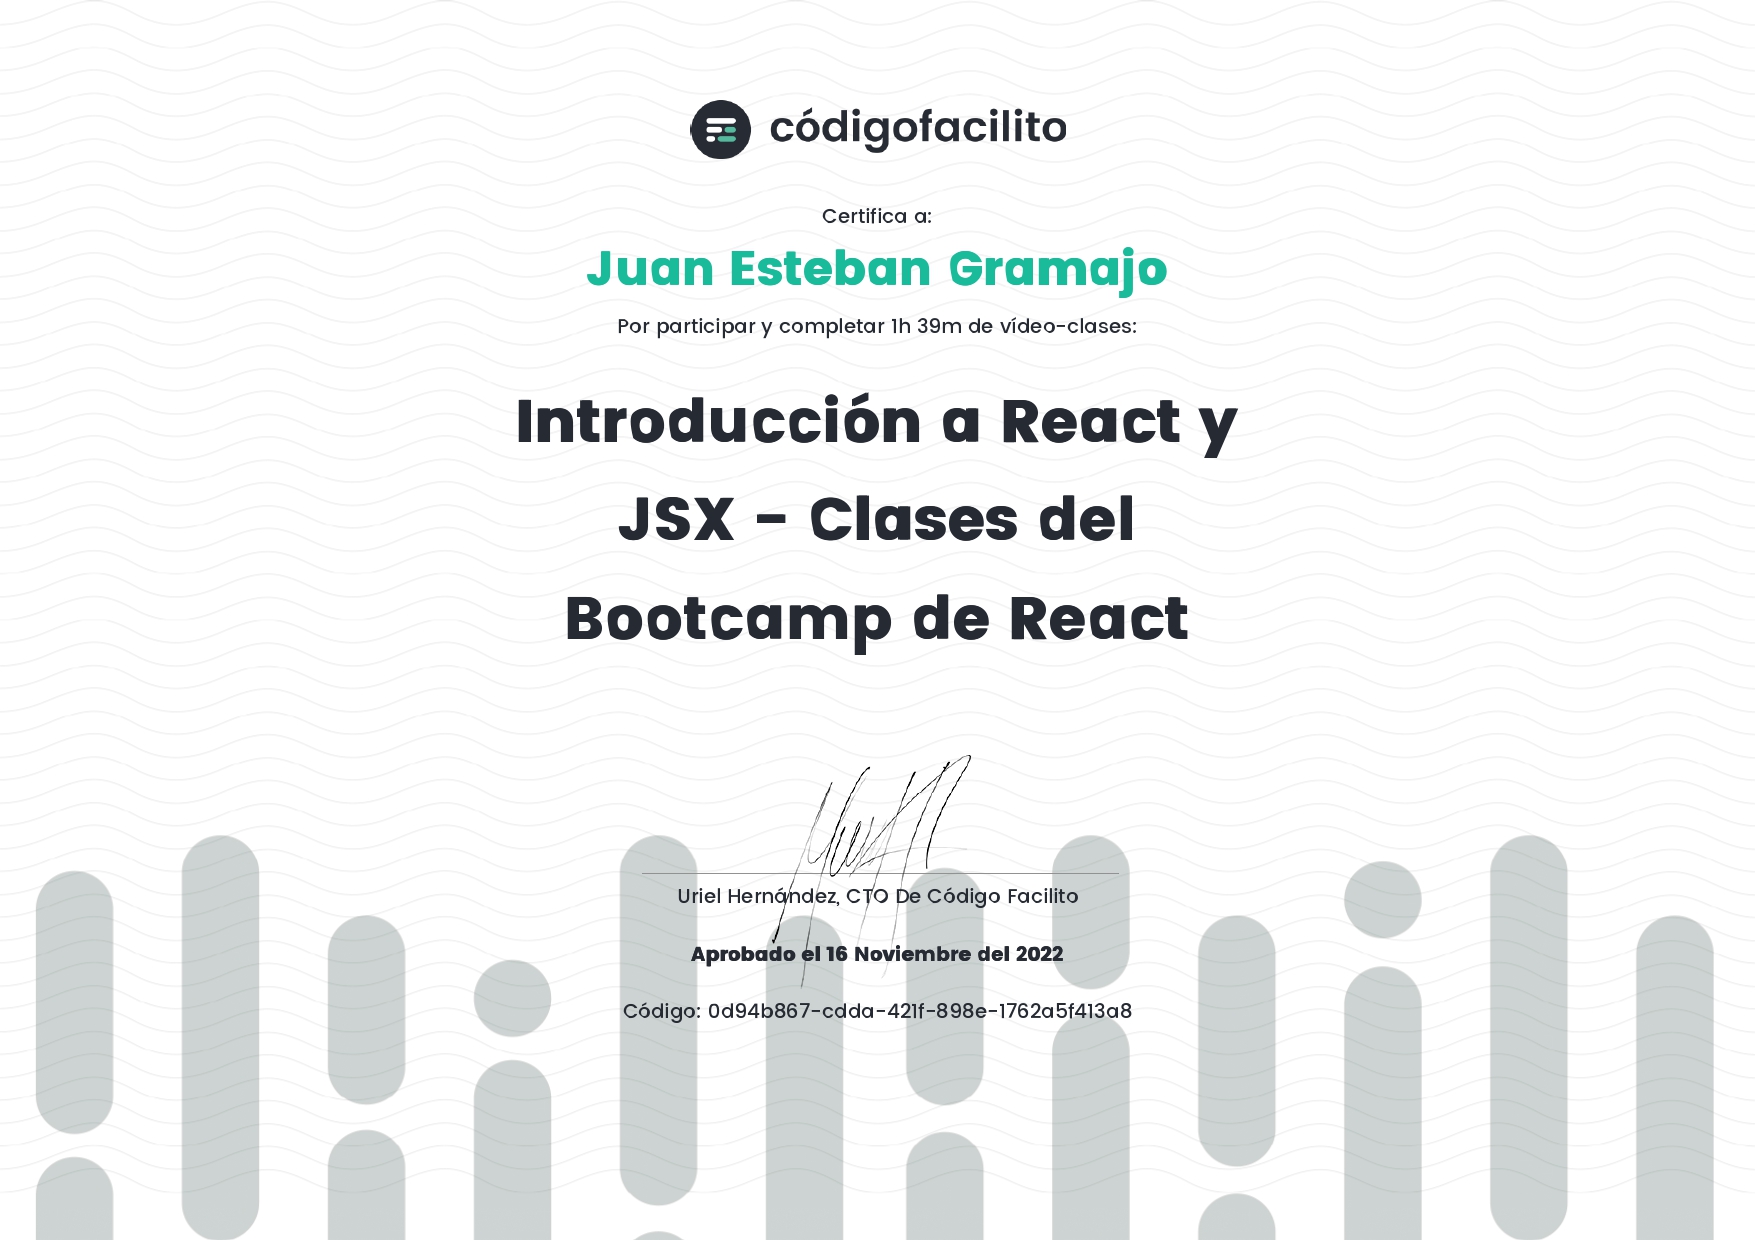 códigofacilito
Certifica a:
Juan Esteban Gramajo
Por participar y completar 1h 39m de vídeo-clases:
Introducción a React y
JSX - Clases del
Bootcamp de React
Uriel Hernández, CTO De Código Facilito
Aprobado el 16 Noviembre del 2022
Código: 0d94b867-cdda-421f-898e-1762a5f413a8